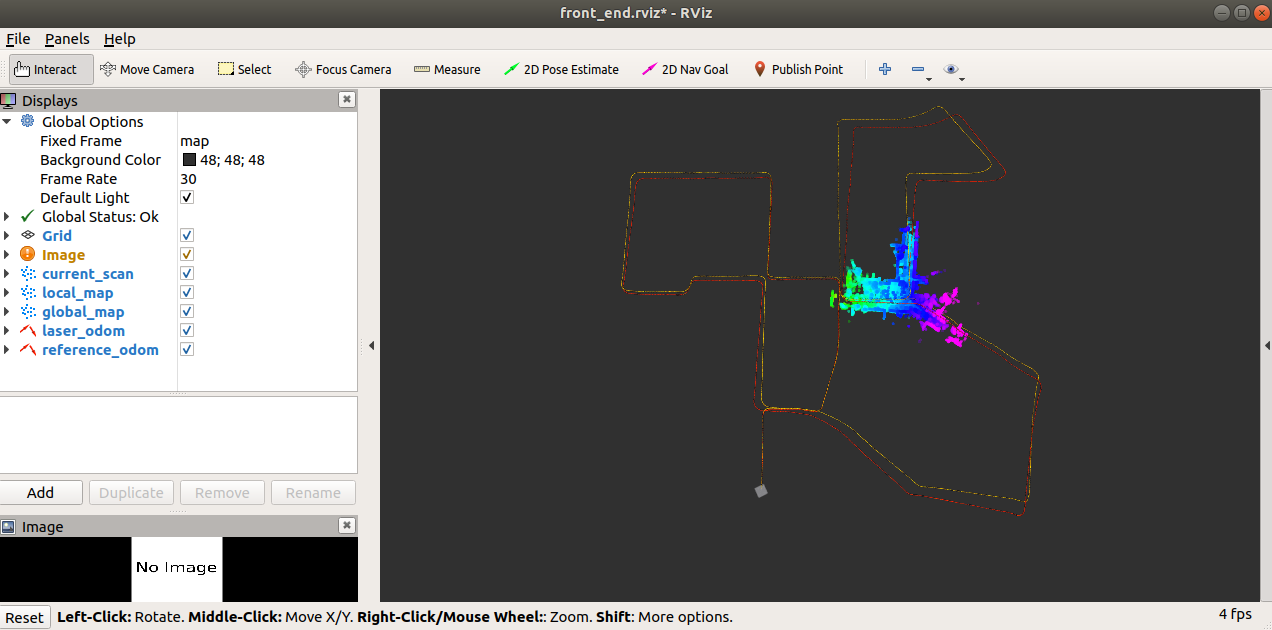 front_end.rviz* - RViz
File Panels Help
Interact Move Camera Select Focus Camera Measure 2D Pose Estimate 2D Nav Goal Publish Point
Displays
Global Options
Fixed Frame map
Background Color 48; 48; 48
Frame Rate 30
Default Light
Global Status: Ok
Grid
Image
current_scan
local_map
global_map
laser_odom
reference_odom
Add Duplicate Remove Rename
Image
No Image
Reset Left-Click: Rotate. Middle-Click: Move X/Y. Right-Click/Mouse Wheel:: Zoom. Shift: More options. 4 fps